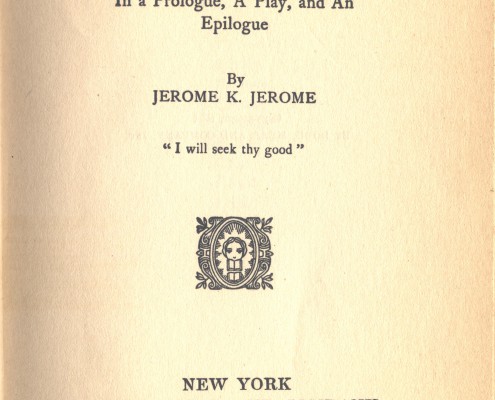 In a Prologue, A Play, and An
Epilogue
By
JEROME K. JEROME
“I will seek thy good”
NEW YORK